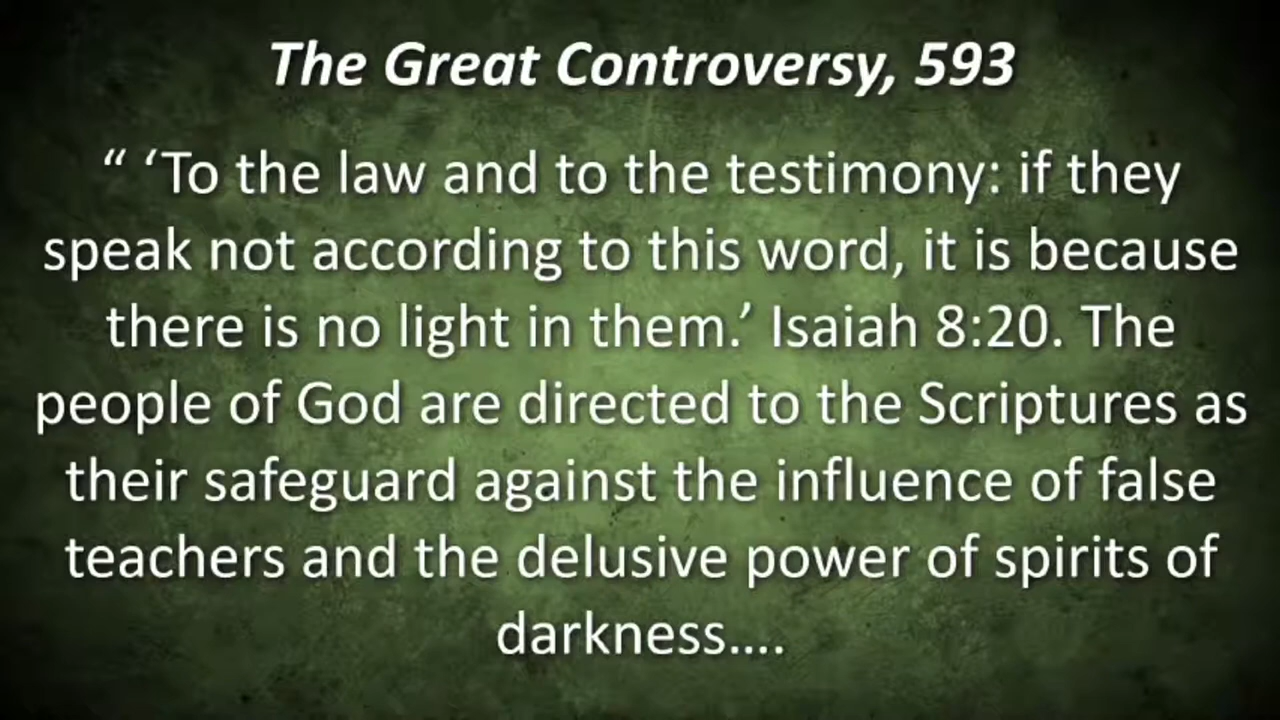 The Great Controversy, 593
“ ‘To the law and to the testimony: if they
speak not according to this word, it is because
there is no light in them.’ Isaiah 8:20. The
people of God are directed to the Scriptures as
their safeguard against the influence of false
teachers and the delusive power of spirits of
darkness....